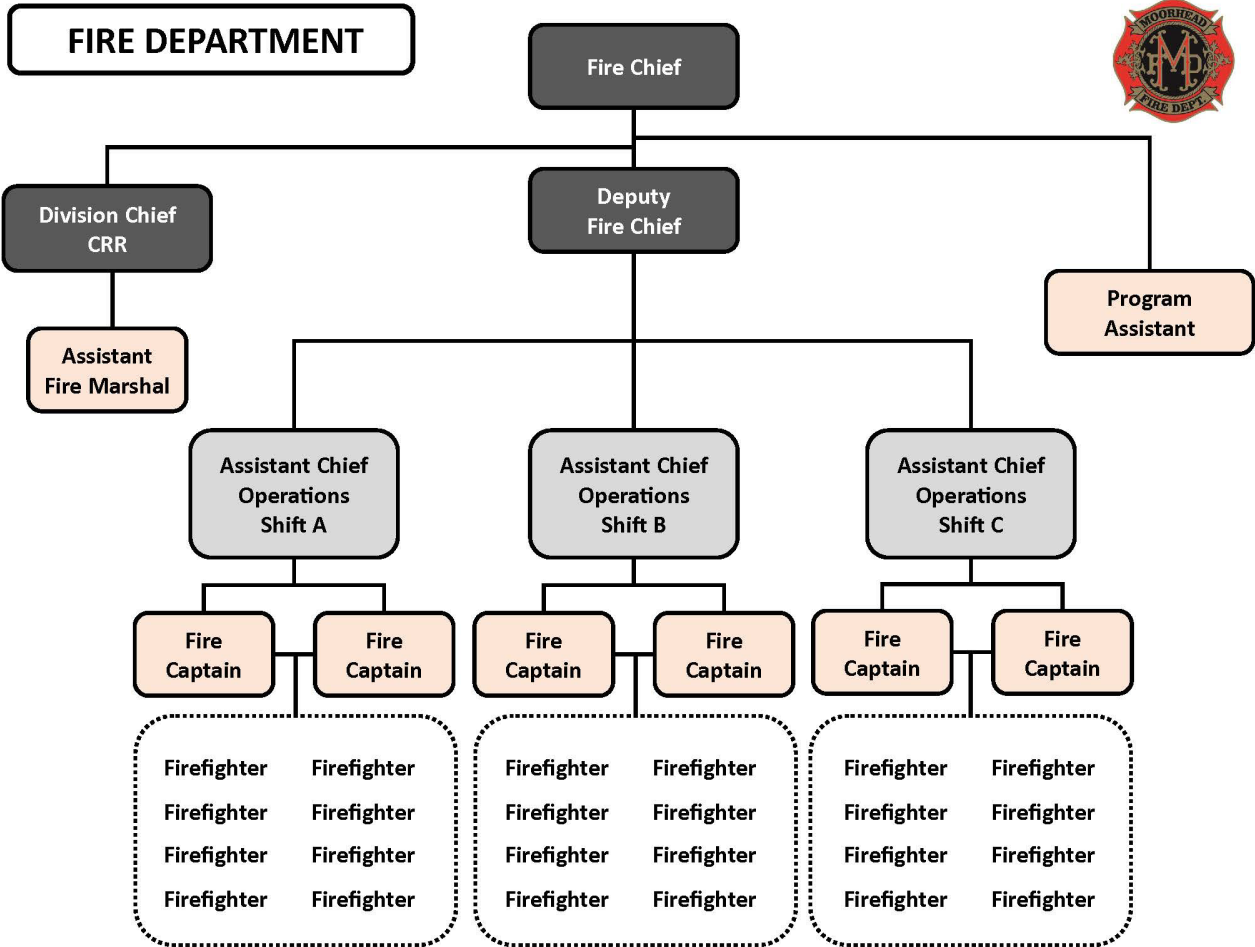 FIRE DEPARTMENT
Fire Chief
MOORHEAD
M
F D
FIRE DEPT.
Division Chief
CRR
Deputy
Fire Chief
Program
Assistant
Assistant
Fire Marshal
Assistant Chief
Operations
Shift A
Assistant Chief
Operations
Shift B
Assistant Chief
Operations
Shift C
Fire
Captain
Fire
Captain
Fire
Captain
Fire
Captain
Fire
Captain
Fire
Captain
Firefighter Firefighter
Firefighter Firefighter
Firefighter Firefighter
Firefighter Firefighter
Firefighter Firefighter
Firefighter Firefighter
Firefighter Firefighter
Firefighter Firefighter
Firefighter Firefighter
Firefighter Firefighter
Firefighter Firefighter
Firefighter Firefighter